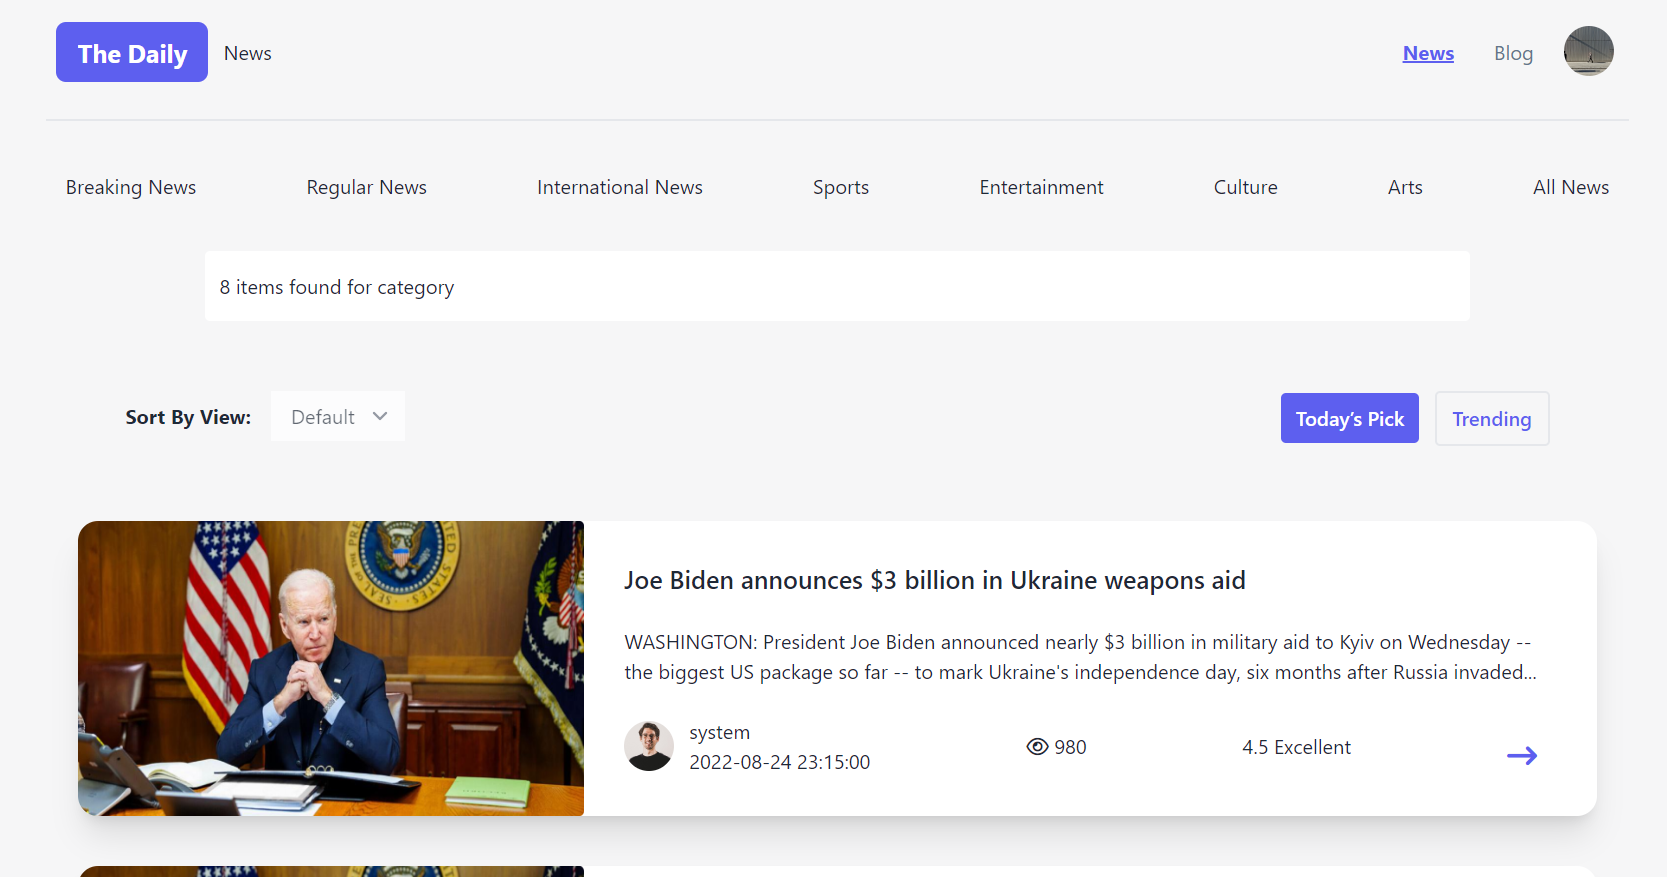 The Daily News
News Blog
Breaking News Regular News International News Sports Entertainment Culture Arts All News
8 items found for category
Sort By View: Default Today’s Pick Trending
Joe Biden announces $3 billion in Ukraine weapons aid
WASHINGTON: President Joe Biden announced nearly $3 billion in military aid to Kyiv on Wednesday --
the biggest US package so far -- to mark Ukraine's independence day, six months after Russia invaded...
system
2022-08-24 23:15:00
980
4.5 Excellent